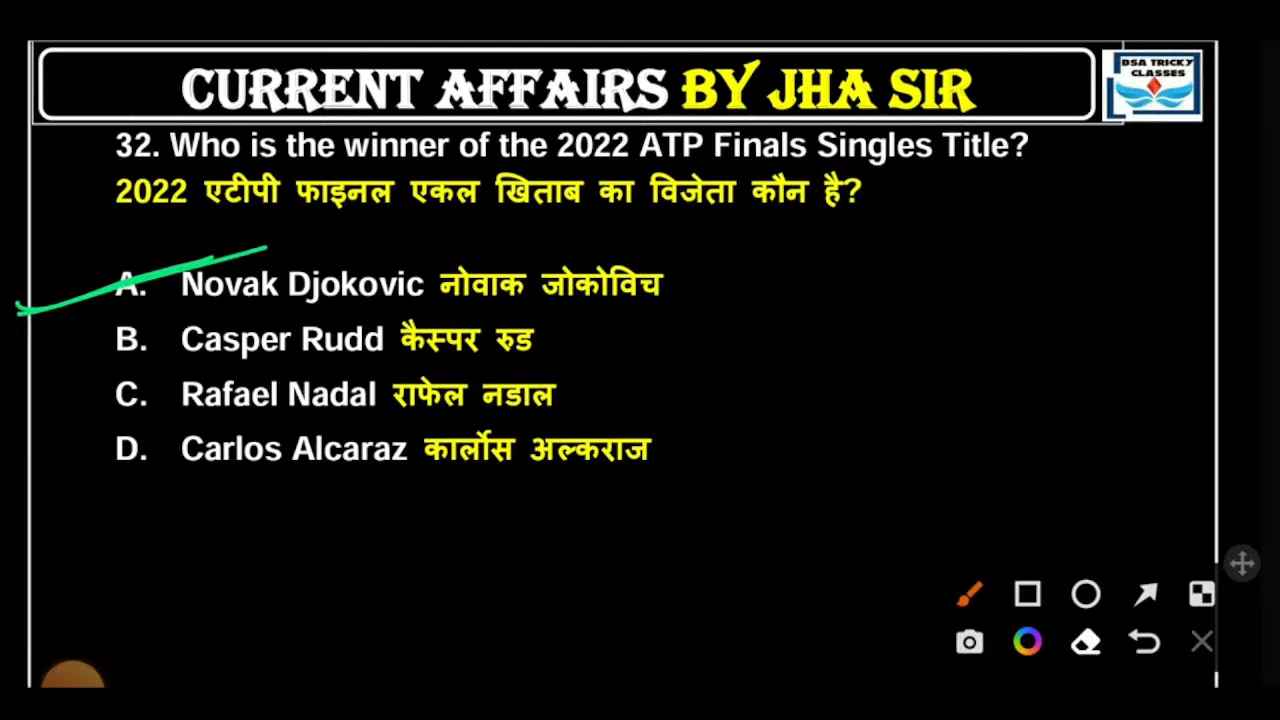 CURRENT AFFAIRS BY JHA SIR
DSA TRICKY
CLASSES
32. Who is the winner of the 2022 ATP Finals Singles Title?
2022 एटीपी फाइनल एकल खिताब का विजेता कौन है?
A. Novak Djokovic नोवाक जोकोविच
B. Casper Rudd कैस्पर रुड
C. Rafael Nadal राफेल नडाल
D. Carlos Alcaraz कार्लोस अल्कराज